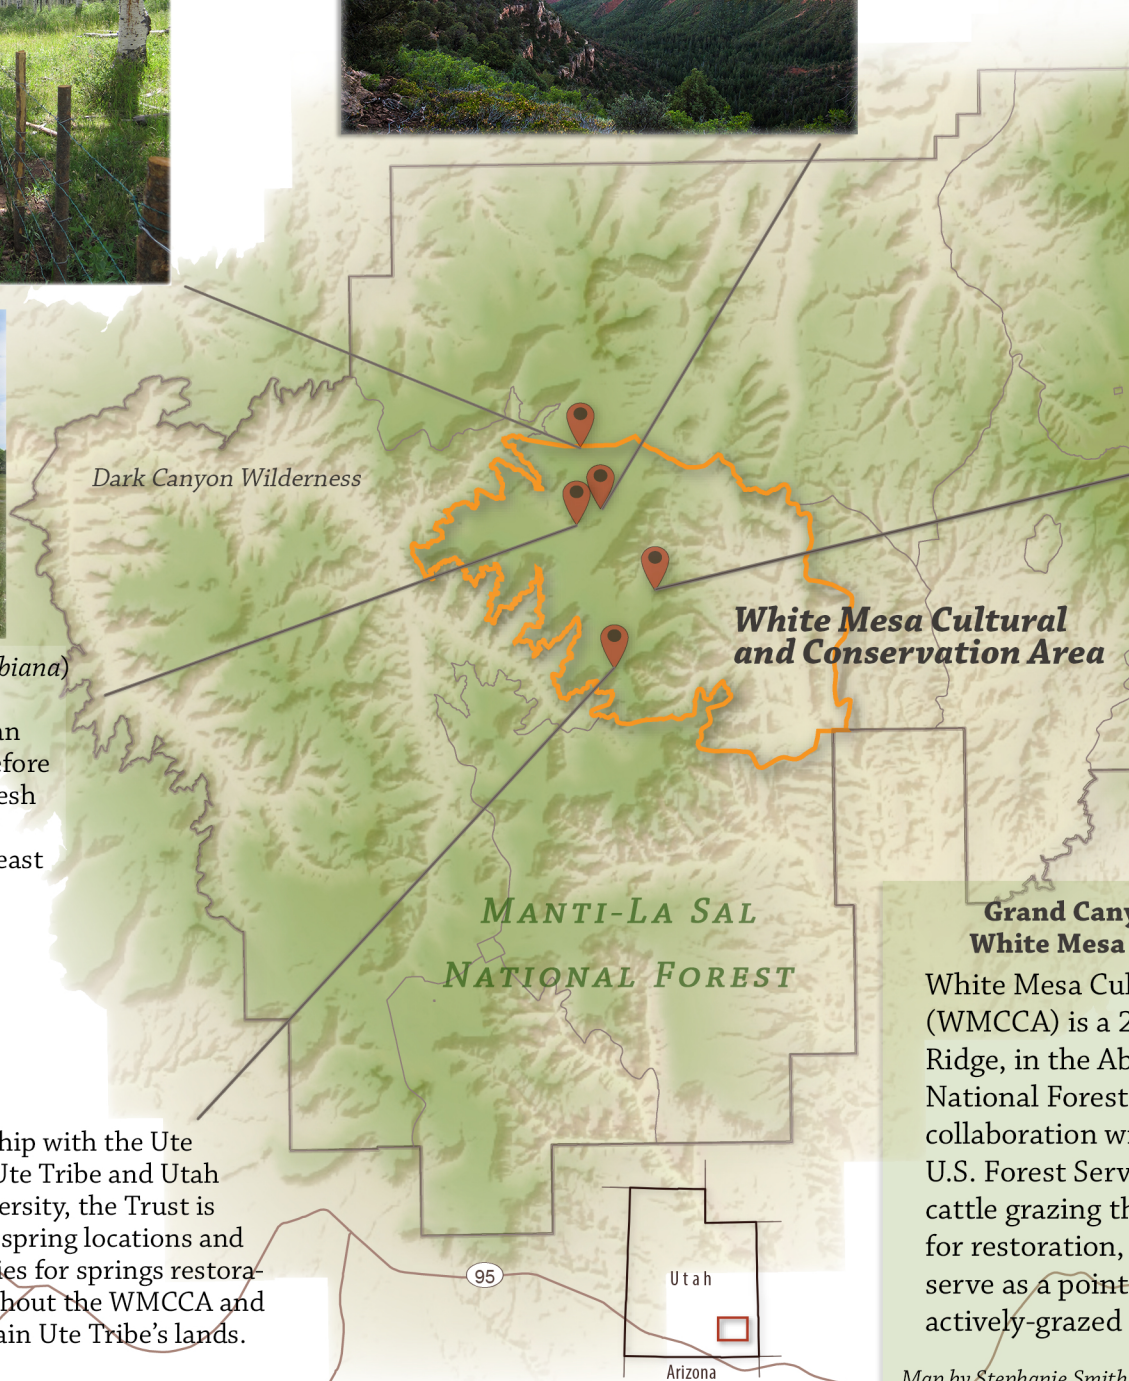 Dark Canyon Wilderness
White Mesa Cultural
and Conservation Area
biana)
an
efore
esh
east
Manti-La Sal
National Forest
Grand Cany
White Mesa
White Mesa Cul
(WMCCA) is a 2
Ridge, in the Ab
National Forest
collaboration wi
U.S. Forest Serv
cattle grazing th
for restoration,
serve as a point
actively-grazed
Map by Stephanie Smith
hip with the Ute
Ute Tribe and Utah
ersity, the Trust is
spring locations and
ies for springs restora-
hout the WMCCA and
ain Ute Tribe's lands.
95
Utah
Arizona